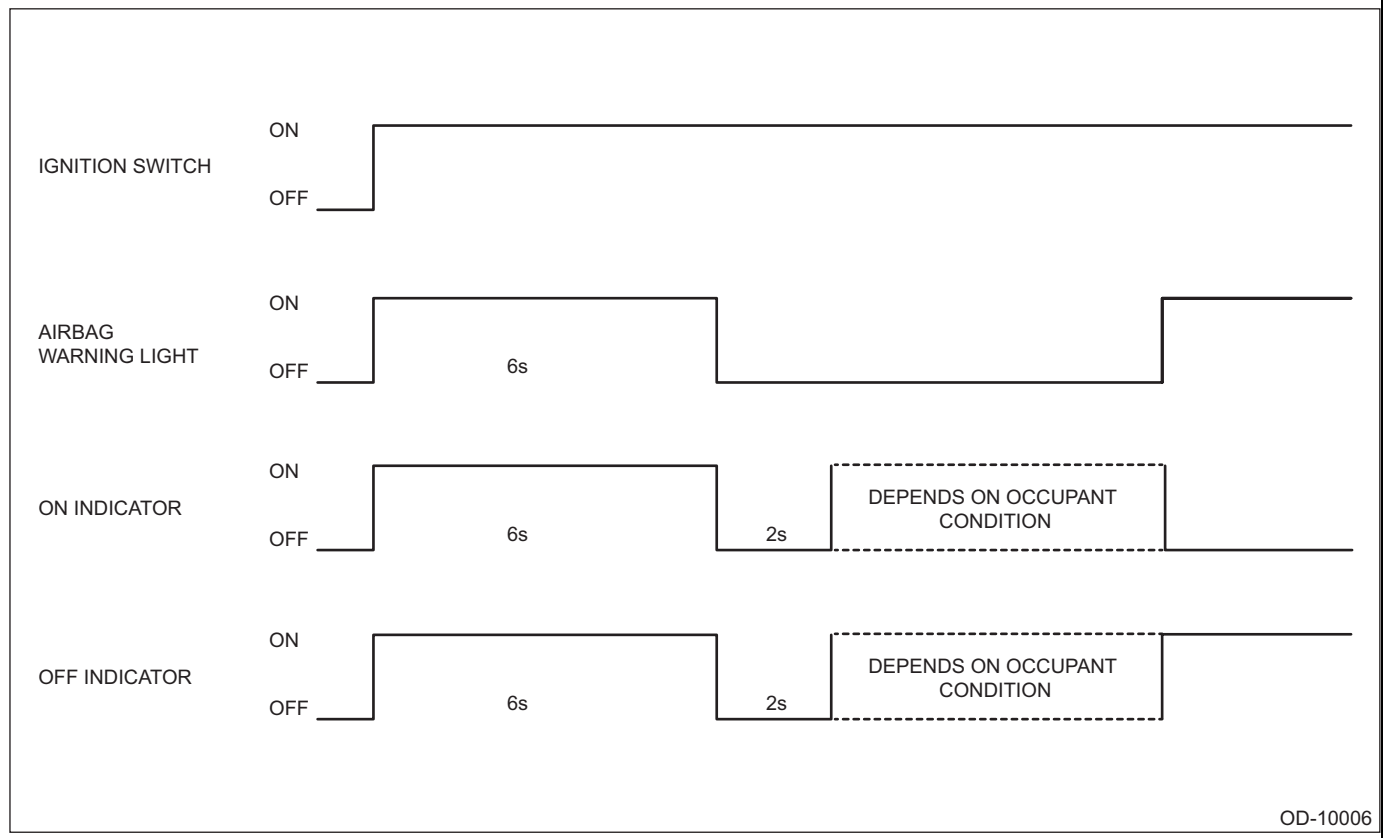 ON
IGNITION SWITCH
OFF
ON
AIRBAG
WARNING LIGHT
OFF
6s
ON
ON INDICATOR
OFF
6s
2s
DEPENDS ON OCCUPANT
CONDITION
ON
OFF INDICATOR
OFF
6s
2s
DEPENDS ON OCCUPANT
CONDITION
OD-10006